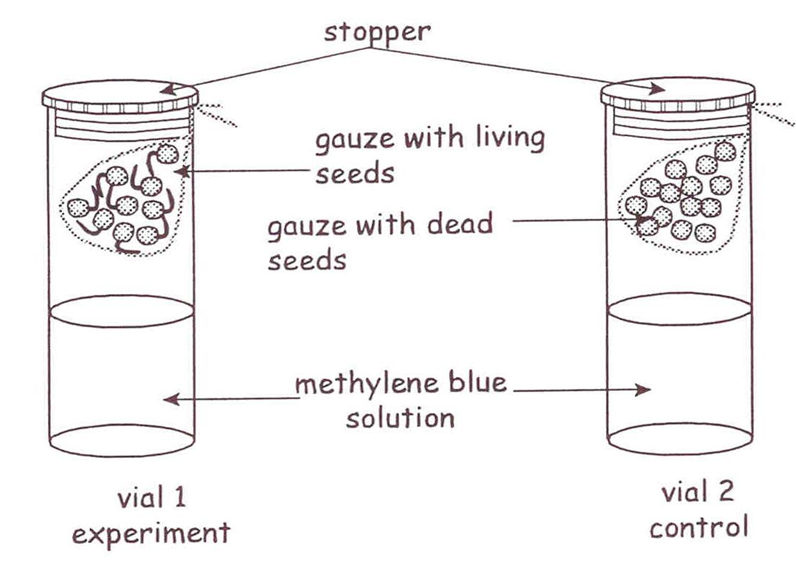 stopper
gauze with living
seeds
gauze with dead
seeds
methylene blue
solution
vial 1
experiment
vial 2
control